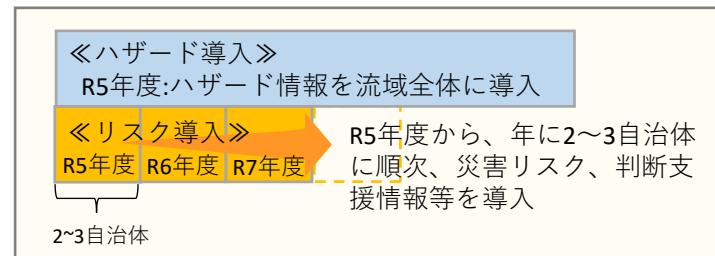 ≪ハザード導入≫
R5年度:ハザード情報を流域全体に導入
≪リスク導入≫
R5年度 R6年度 R7年度
R5年度から、年に2～3自治体
に順次、災害リスク、判断支
援情報等を導入
2~3自治体